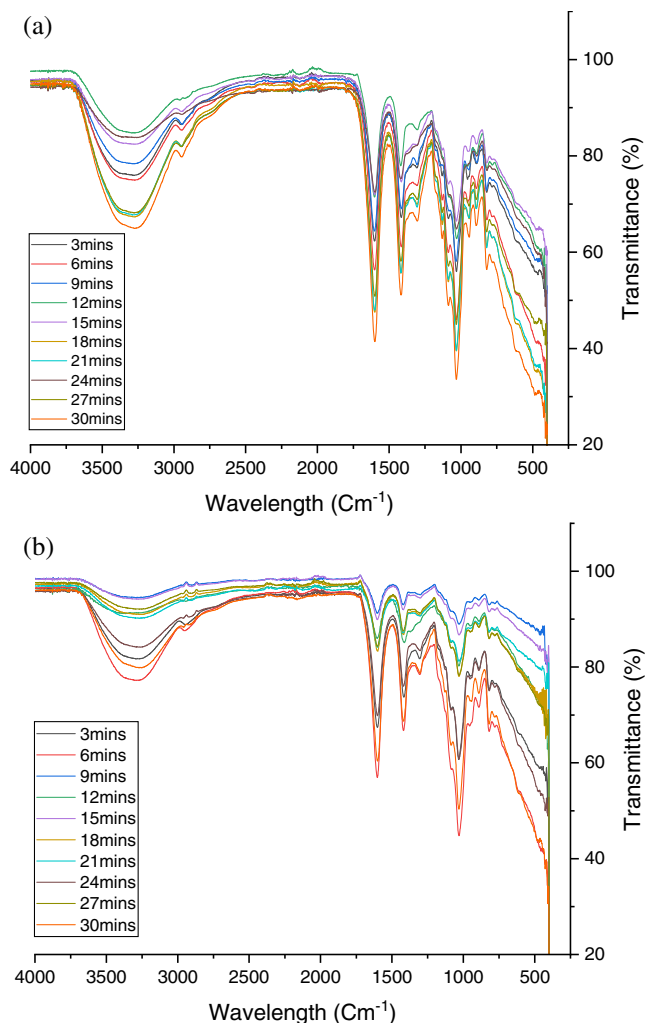 (a)
100
80
60
40
20
Transmittance (%)
3mins
6mins
9mins
12mins
15mins
18mins
21mins
24mins
27mins
30mins
4000 3500 3000 2500 2000 1500 1000 500
Wavelength (Cm⁻¹)
(b)
100
80
60
40
20
Transmittance (%)
3mins
6mins
9mins
12mins
15mins
18mins
21mins
24mins
27mins
30mins
4000 3500 3000 2500 2000 1500 1000 500
Wavelength (Cm⁻¹)